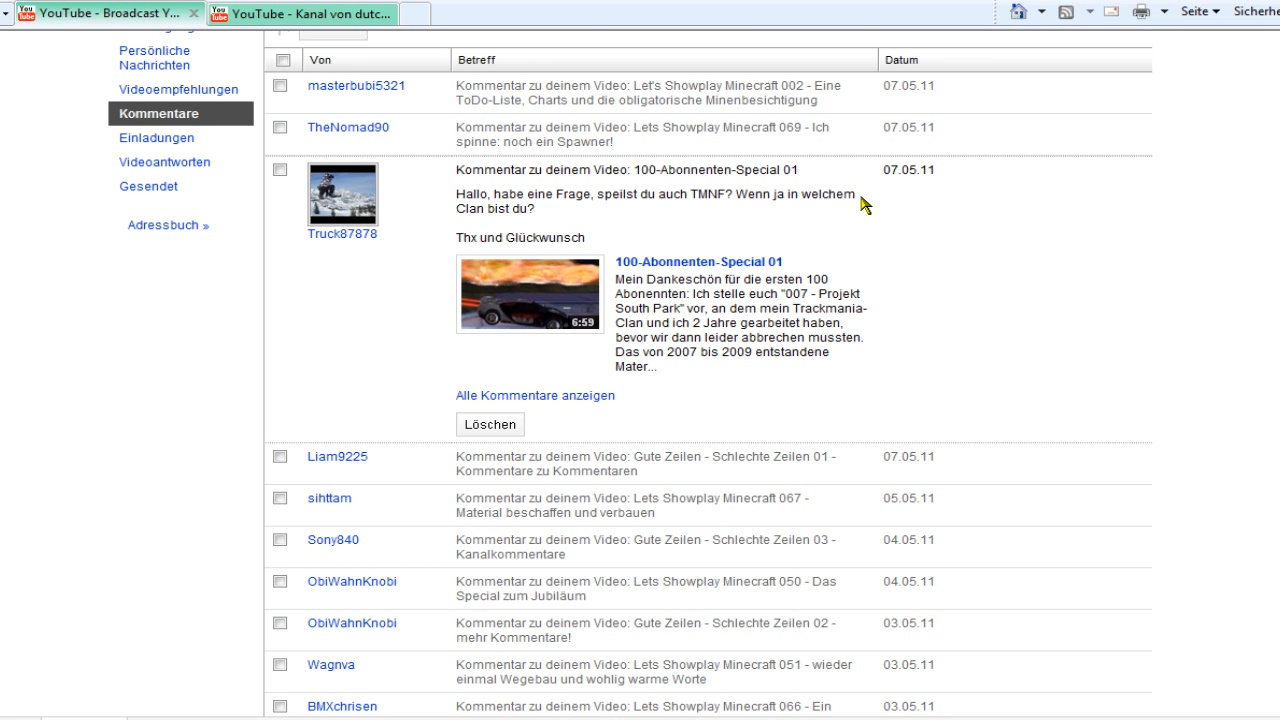 YouTube - Broadcast Y...
YouTube - Kanal von dutc...
Seite
Sicherhe
Persönliche
Nachrichten
Videoempfehlungen
Kommentare
Einladungen
Videoantworten
Gesendet
Adressbuch »
Von Betreff Datum
masterbubi5321 Kommentar zu deinem Video: Let's Showplay Minecraft 002 - Eine 07.05.11
ToDo-Liste, Charts und die obligatorische Minenbesichtigung
TheNomad90 Kommentar zu deinem Video: Lets Showplay Minecraft 069 - Ich 07.05.11
spinne: noch ein Spawner!
Kommentar zu deinem Video: 100-Abonnenten-Special 01 07.05.11
Hallo, habe eine Frage, speilst du auch TMNF? Wenn ja in welchem
Clan bist du?
Truck87878
Thx und Glückwunsch
100-Abonnenten-Special 01
Mein Dankeschön für die ersten 100
Abonennten: Ich stelle euch "007 - Projekt
South Park" vor, an dem mein Trackmania-
Clan und ich 2 Jahre gearbeitet haben,
bevor wir dann leider abbrechen mussten.
Das von 2007 bis 2009 entstandene
Mater...
6:59
Alle Kommentare anzeigen
Löschen
Liam9225 Kommentar zu deinem Video: Gute Zeilen - Schlechte Zeilen 01 - 07.05.11
Kommentare zu Kommentaren
sihttam Kommentar zu deinem Video: Lets Showplay Minecraft 067 - 05.05.11
Material beschaffen und verbauen
Sony840 Kommentar zu deinem Video: Gute Zeilen - Schlechte Zeilen 03 - 04.05.11
Kanalkommentare
ObiWahnKnobi Kommentar zu deinem Video: Lets Showplay Minecraft 050 - Das 04.05.11
Special zum Jubiläum
ObiWahnKnobi Kommentar zu deinem Video: Gute Zeilen - Schlechte Zeilen 02 - 03.05.11
mehr Kommentare!
Wagnva Kommentar zu deinem Video: Lets Showplay Minecraft 051 - wieder 03.05.11
einmal Wegebau und wohlig warme Worte
BMXchrisen Kommentar zu deinem Video: Lets Showplay Minecraft 066 - Ein 03.05.11